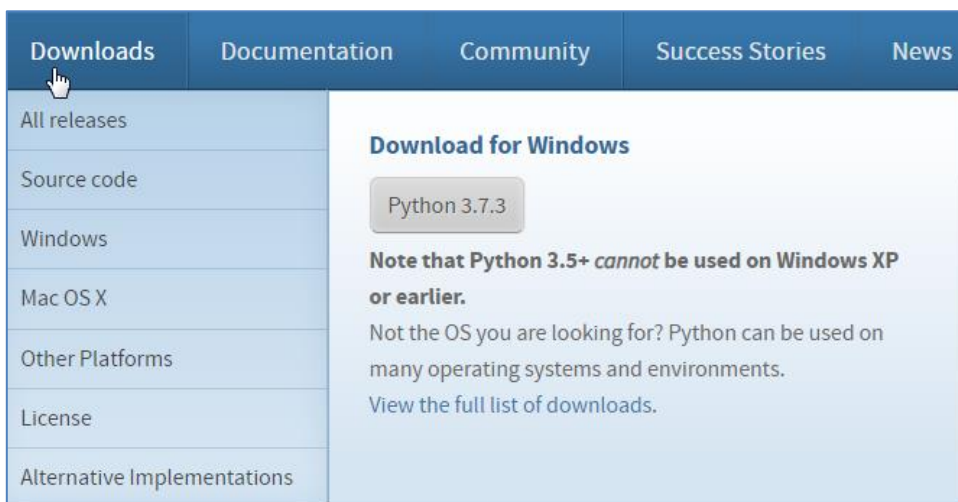 Downloads Documentation Community Success Stories News
All releases
Source code
Windows
Mac OS X
Other Platforms
License
Alternative Implementations
Download for Windows
Python 3.7.3
Note that Python 3.5+ cannot be used on Windows XP
or earlier.
Not the OS you are looking for? Python can be used on
many operating systems and environments.
View the full list of downloads.